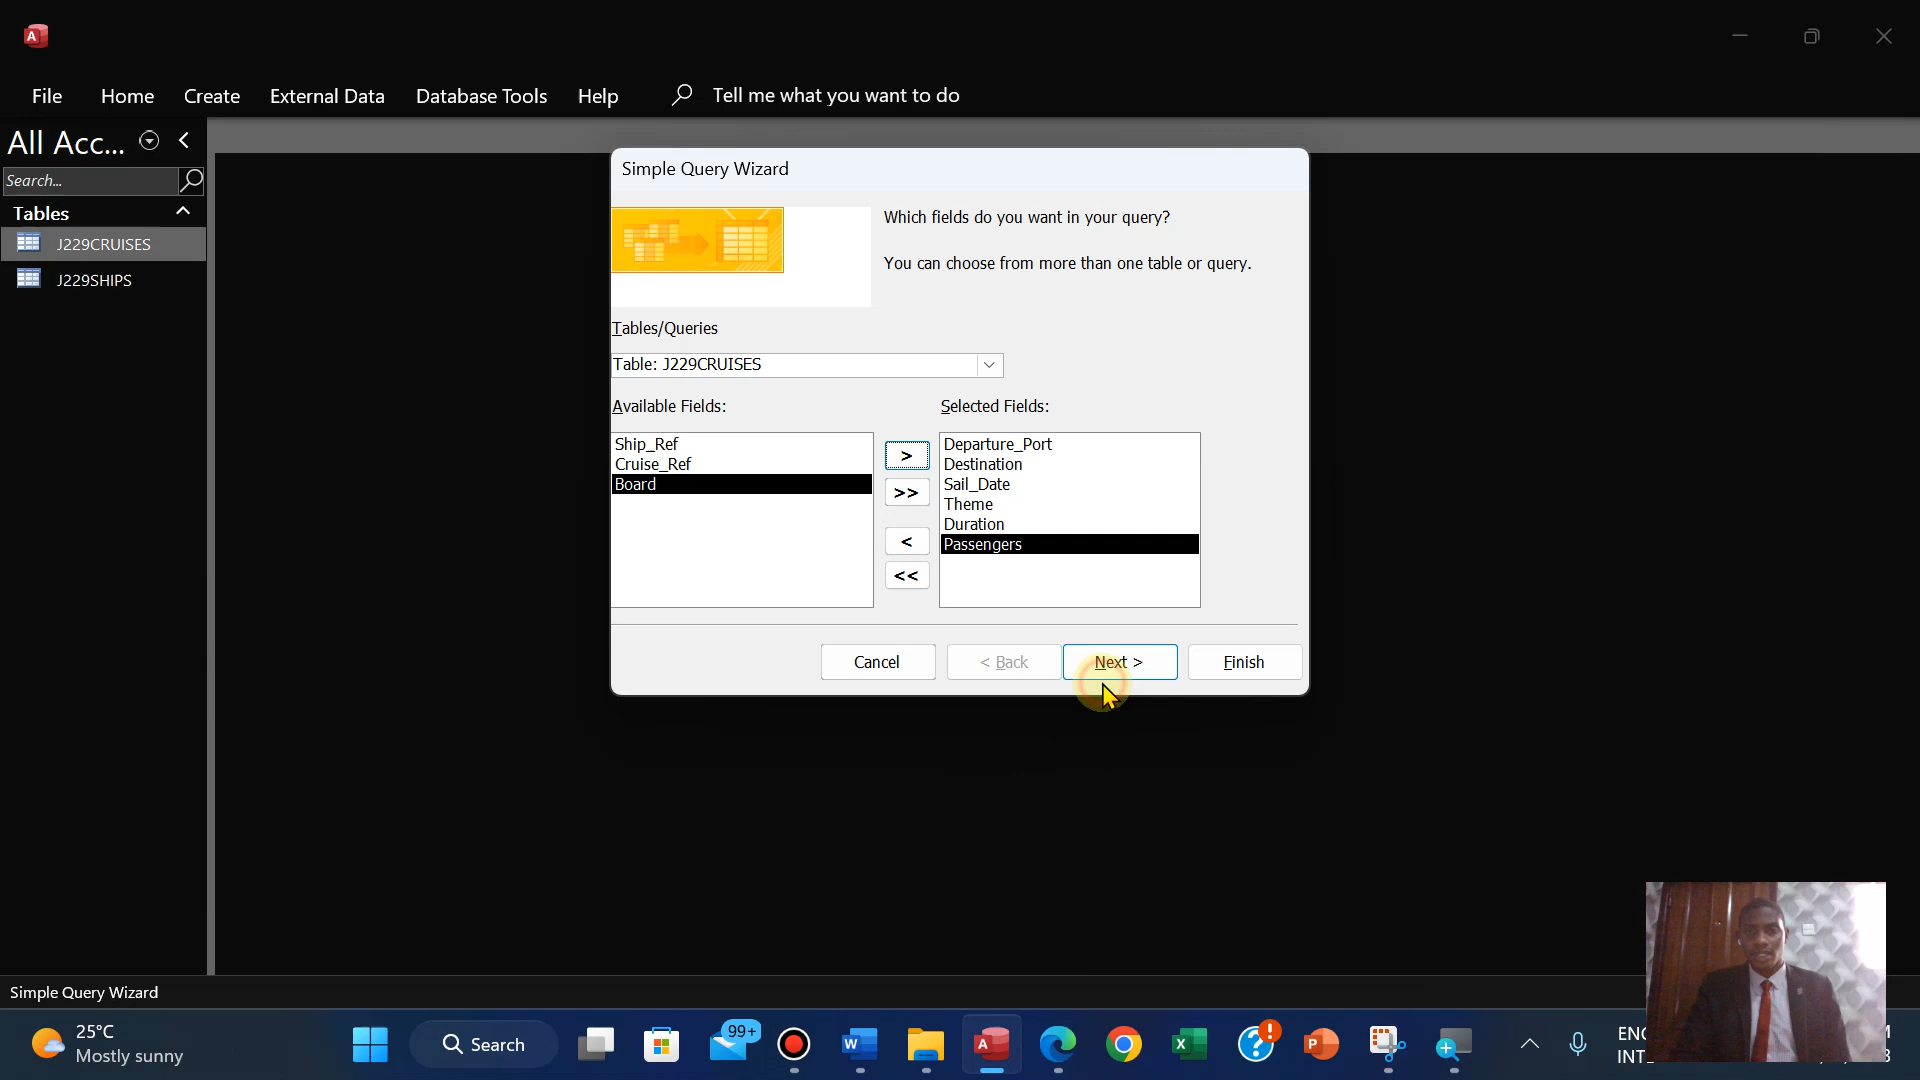 File Home Create External Data Database Tools Help Tell me what you want to do
All Acc...
Search...
Tables
J229CRUISES
J229SHIPS
Simple Query Wizard
Which fields do you want in your query?
You can choose from more than one table or query.
Tables/Queries
Table: J229CRUISES
Available Fields:
Selected Fields:
Ship_Ref
Cruise_Ref
Board
>
>>
<
<<
Departure_Port
Destination
Sail_Date
Theme
Duration
Passengers
Cancel
< Back
Next >
Finish
Simple Query Wizard
25°C
Mostly sunny
Search
99+